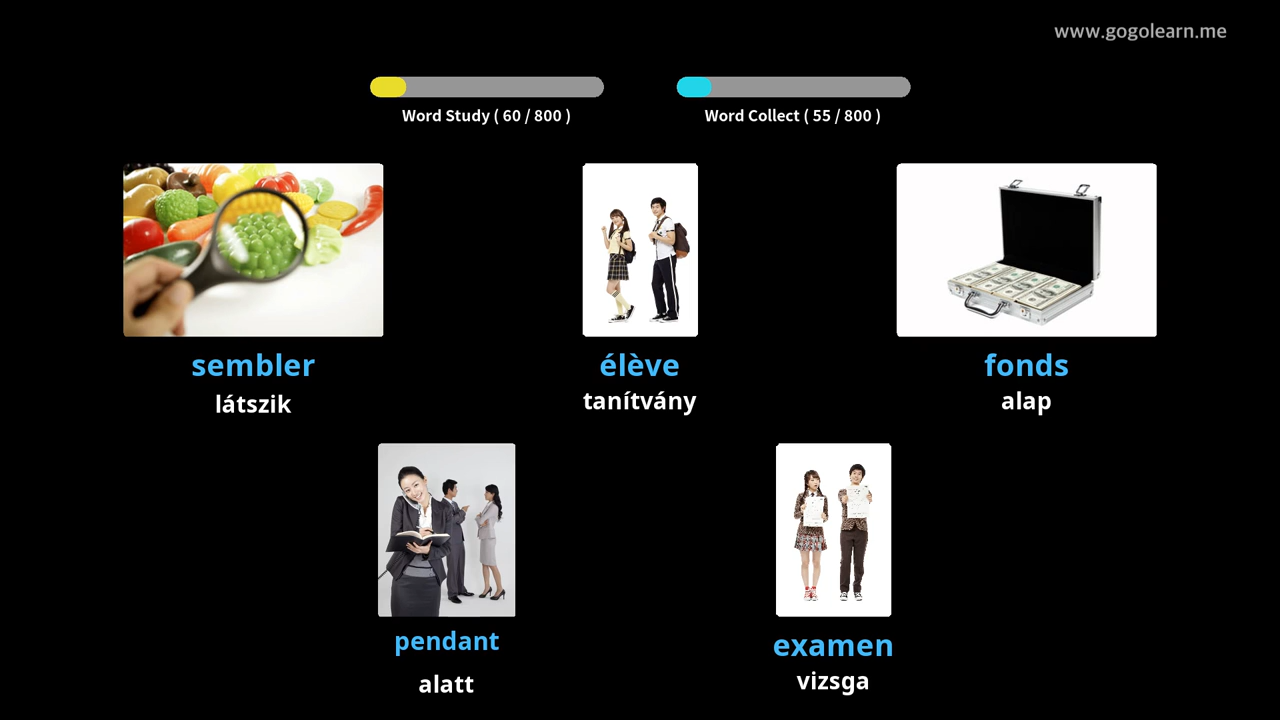 www.gogolearn.me
Word Study ( 60 / 800 )
Word Collect ( 55 / 800 )
sembler
látszik
élève
tanítvány
fonds
alap
pendant
alatt
examen
vizsga